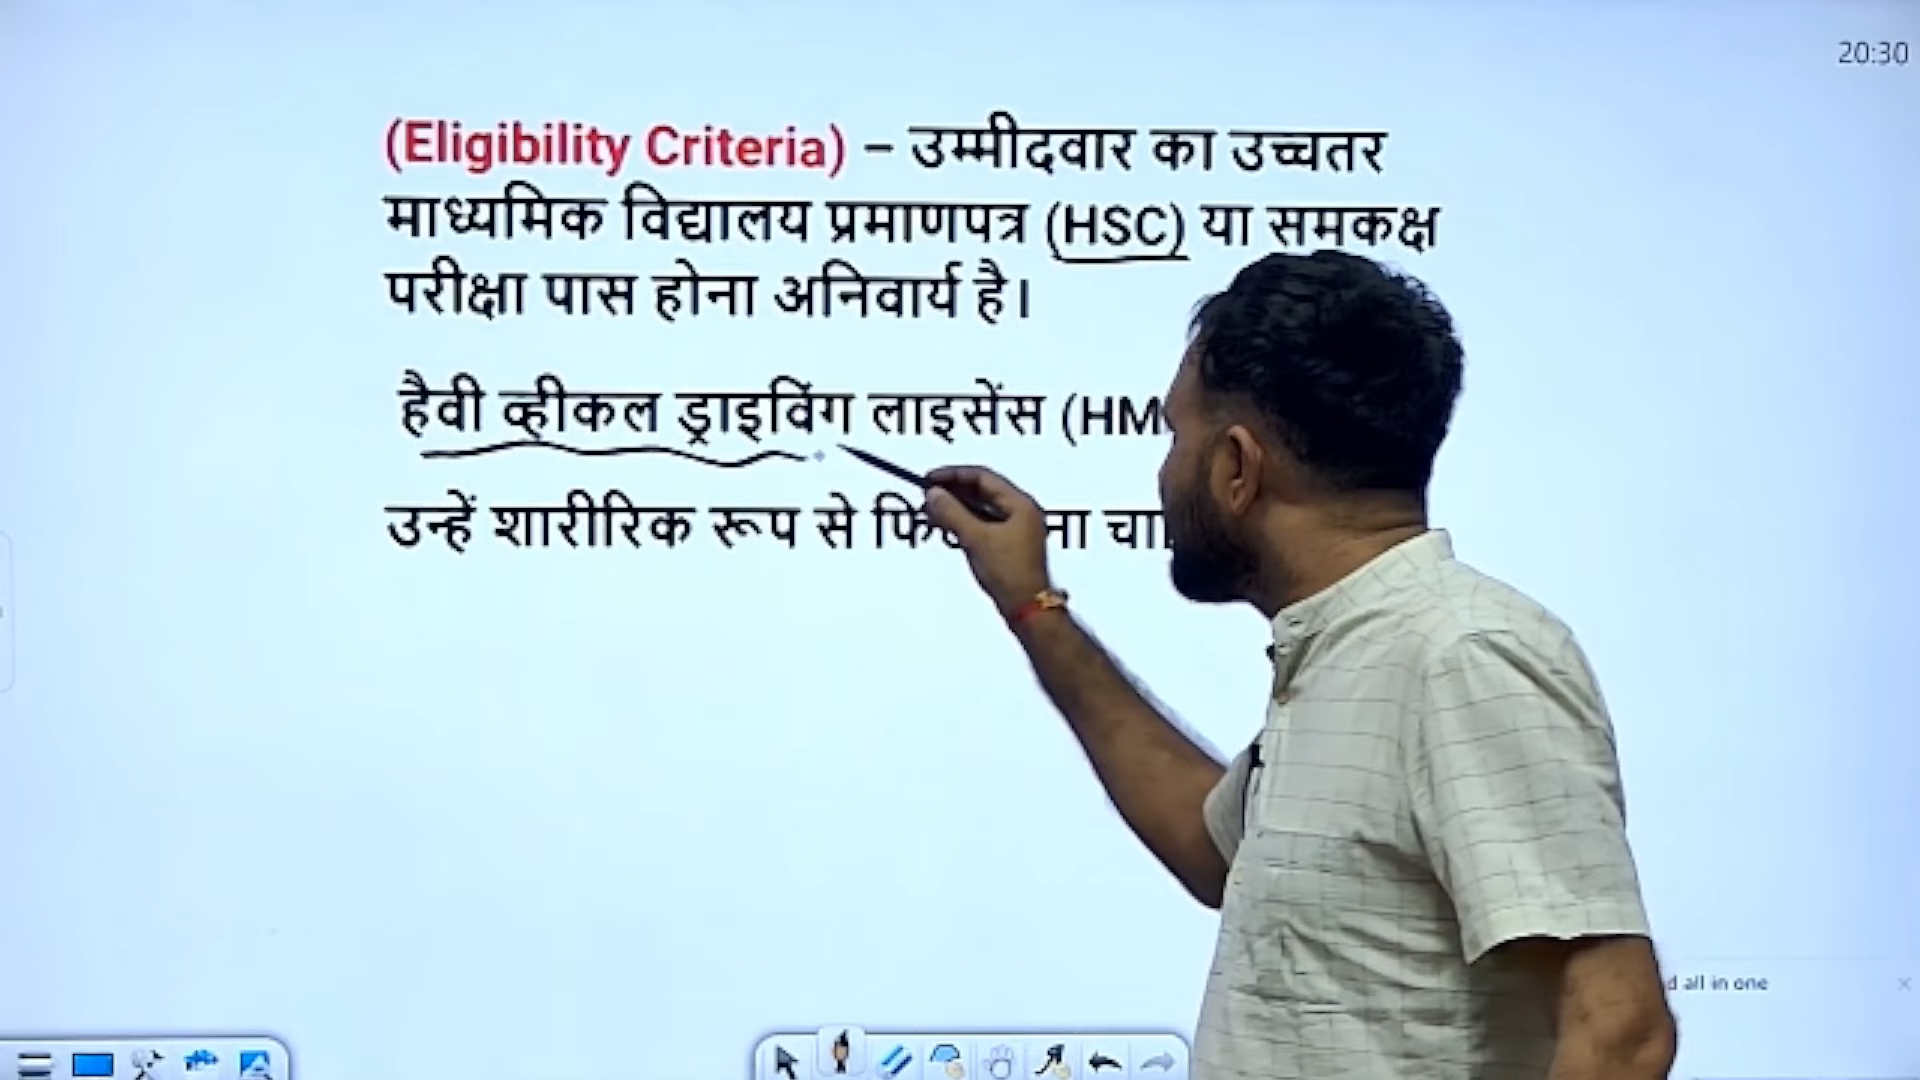 20:30
(Eligibility Criteria) – उम्मीदवार का उच्चतर
माध्यमिक विद्यालय प्रमाणपत्र (HSC) या समकक्ष
परीक्षा पास होना अनिवार्य है।
हैवी व्हीकल ड्राइविंग लाइसेंस (HM
उन्हें शारीरिक रूप से
all in one